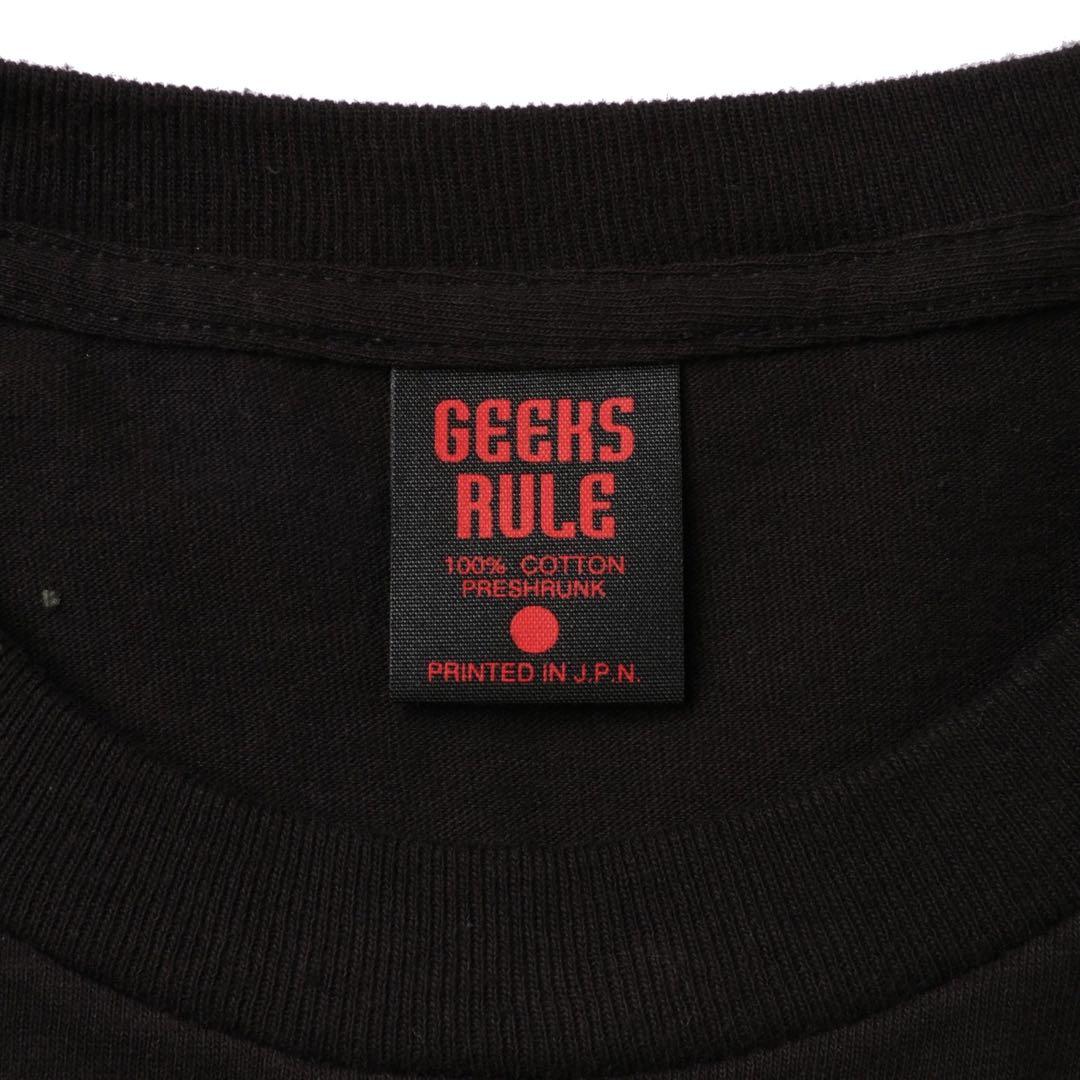 GEEKS
RULE
100% COTTON
PRESHRUNK
PRINTED IN J.P.N.